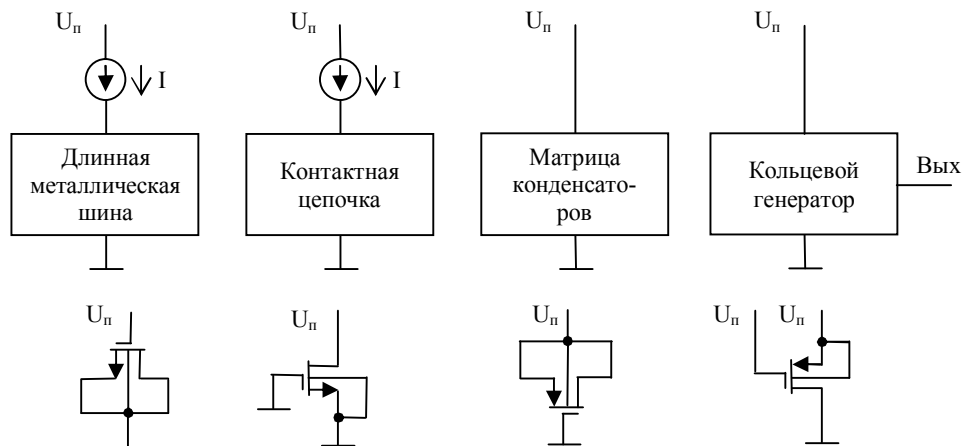 Uп Uп Uп Uп
I I
Длинная
металлическая
шина
Контактная
цепочка
Матрица
конденсато-
ров
Кольцевой
генератор
Вых
Uп Uп Uп Uп Uп